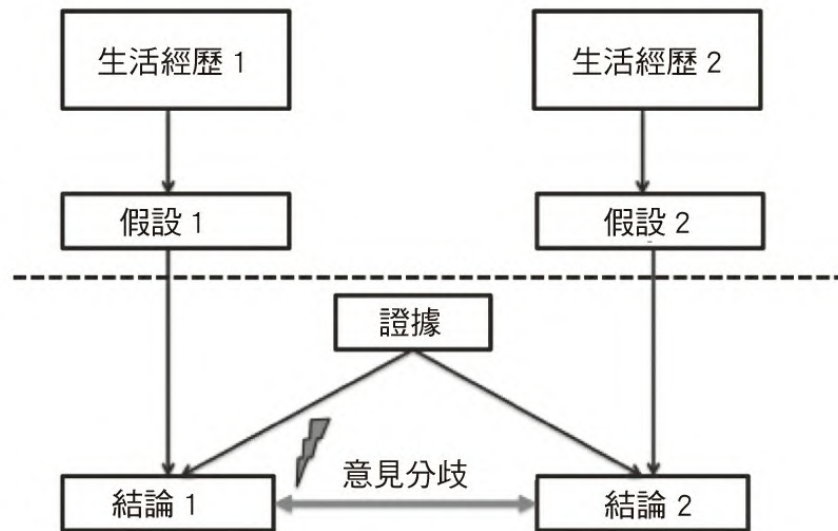 生活經歷 1
生活經歷 2
假設 1
假設 2
證據
意見分歧
結論 1
結論 2